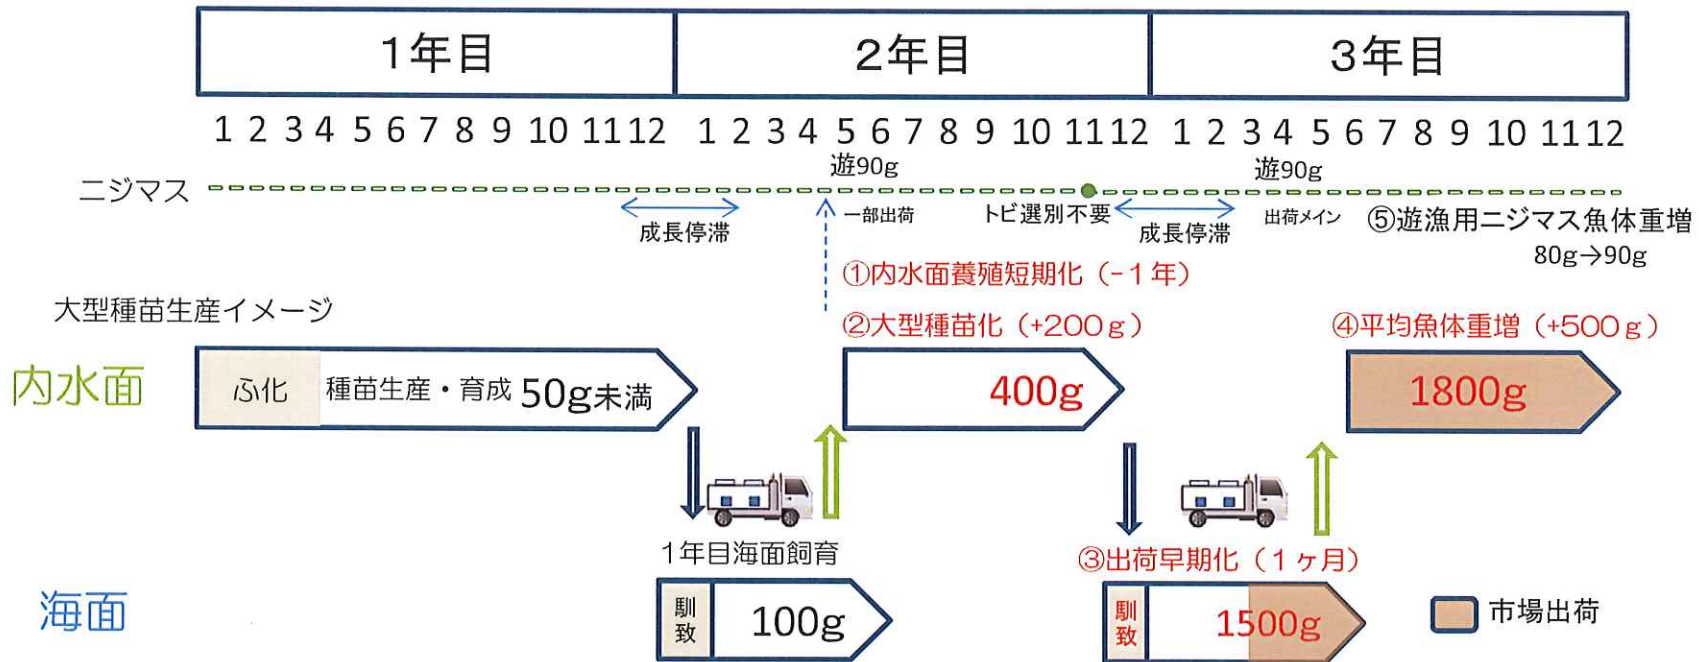 1年目 2年目 3年目
1 2 3 4 5 6 7 8 9 10 11 12 1 2 3 4 5 6 7 8 9 10 11 12 1 2 3 4 5 6 7 8 9 10 11 12
遊90g 遊90g
ニジマス
成長停滞 一部出荷 トビ選別不要 成長停滞 出荷メイン ⑤遊漁用ニジマス魚体重増
80g→90g
①内水面養殖短期化(-1年)
大型種苗生産イメージ
②大型種苗化(+200g) ④平均魚体重増(+500g)
内水面 ふ化 種苗生産・育成 50g未満 400g 1800g
1年目海面飼育 ③出荷早期化(1ヶ月)
海面 馴致 100g 馴致 1500g 市場出荷